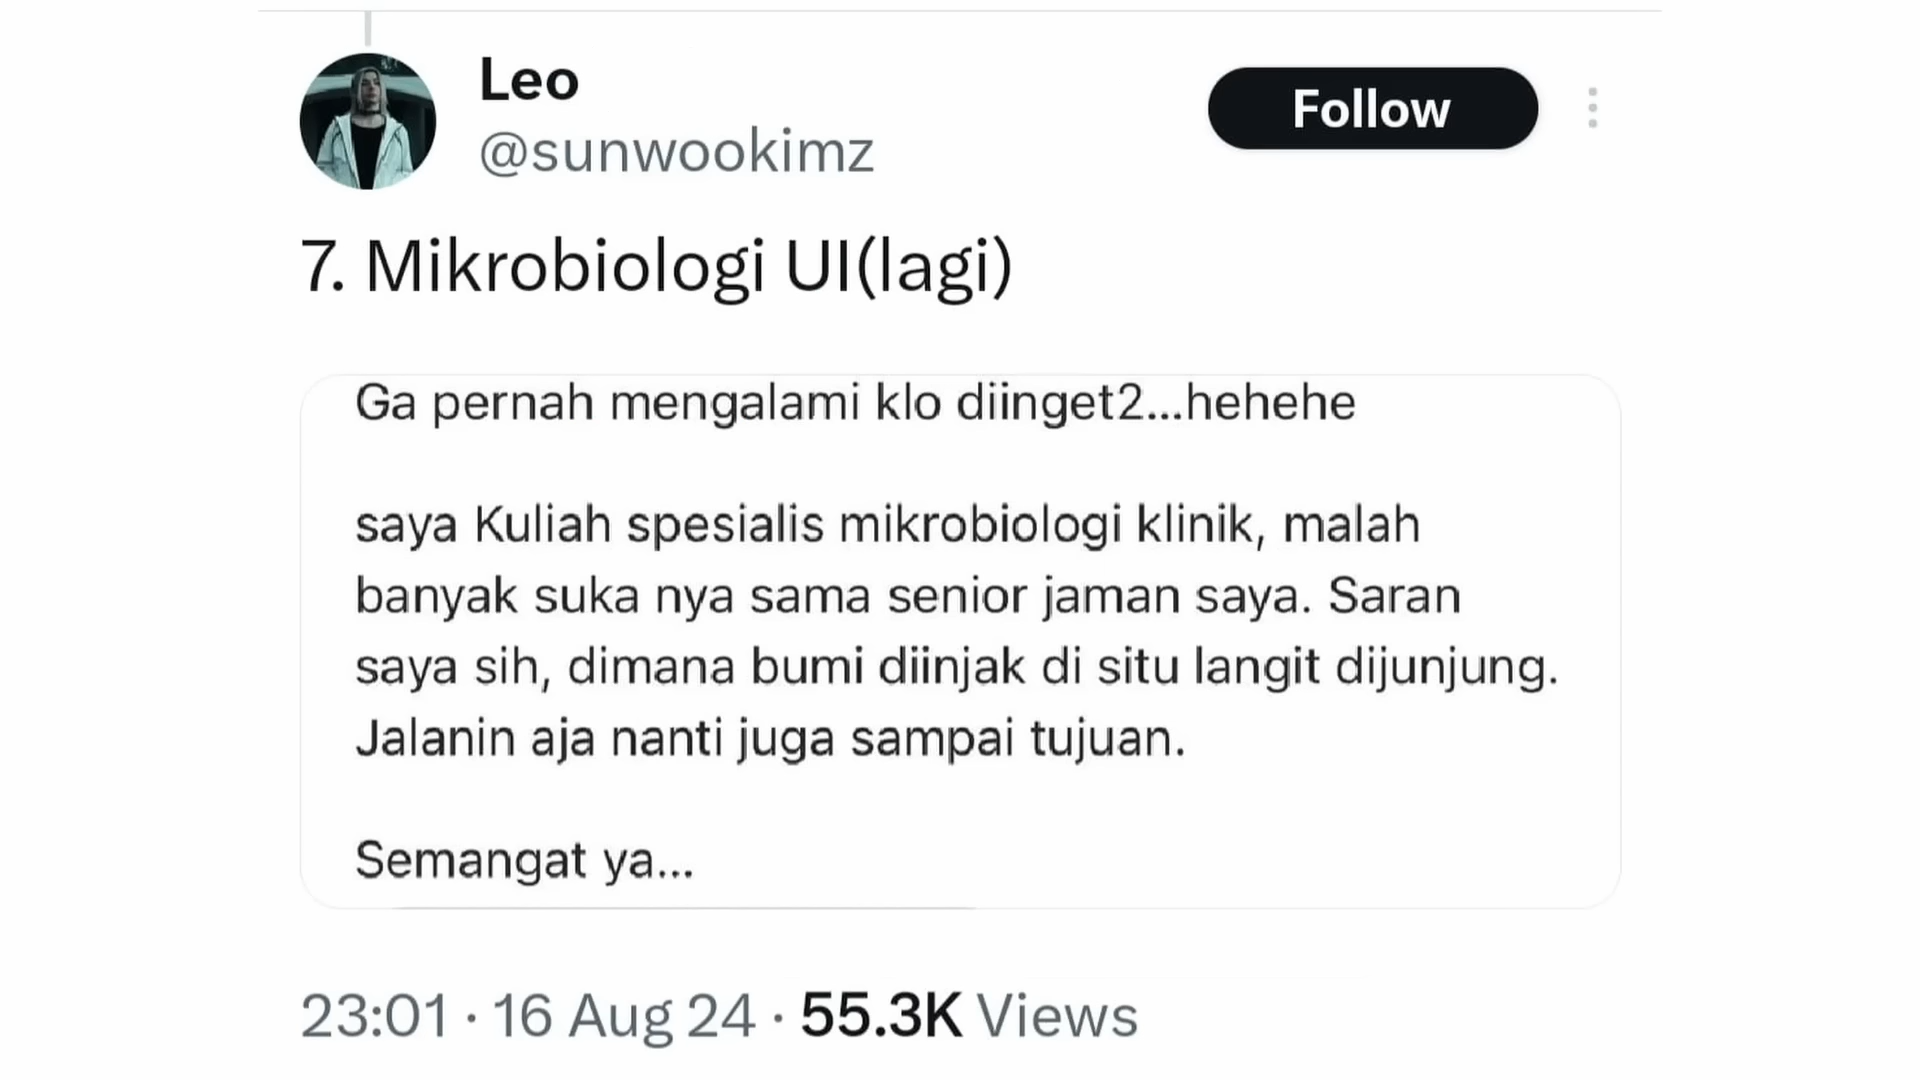 Leo
@sunwookimz
Follow
7. Mikrobiologi UI(lagi)
Ga pernah mengalami klo diinget2...hehehe
saya Kuliah spesialis mikrobiologi klinik, malah
banyak suka nya sama senior jaman saya. Saran
saya sih, dimana bumi diinjak di situ langit dijunjung.
Jalanin aja nanti juga sampai tujuan.
Semangat ya...
23:01 · 16 Aug 24 · 55.3K Views